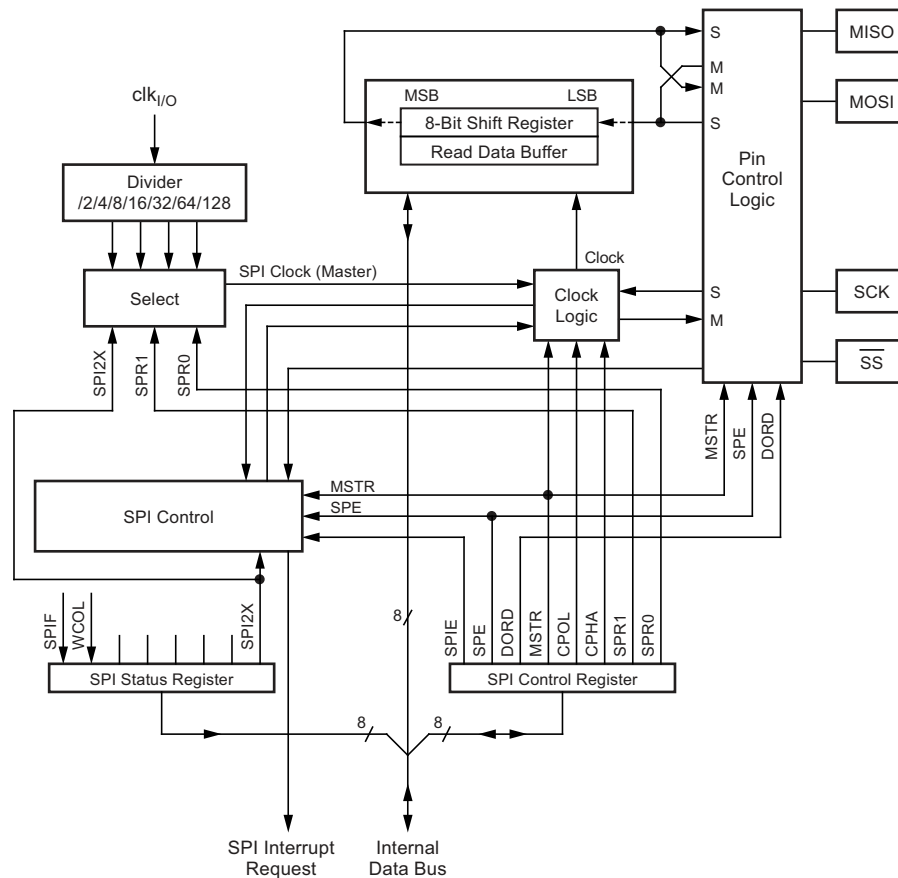 clkI/O
Divider
/2/4/8/16/32/64/128
Select
SPI Clock (Master)
SPI2X
SPR1
SPR0
MSB
LSB
8-Bit Shift Register
Read Data Buffer
Clock
Clock
Logic
S
M
M
S
Pin
Control
Logic
S
M
MISO
MOSI
SCK
SS
MSTR
SPE
DORD
SPI Control
MSTR
SPE
SPIF
WCOL
SPI2X
SPI Status Register
8
SPIE
SPE
DORD
MSTR
CPOL
CPHA
SPR1
SPR0
SPI Control Register
8
8
SPI Interrupt
Request
Internal
Data Bus